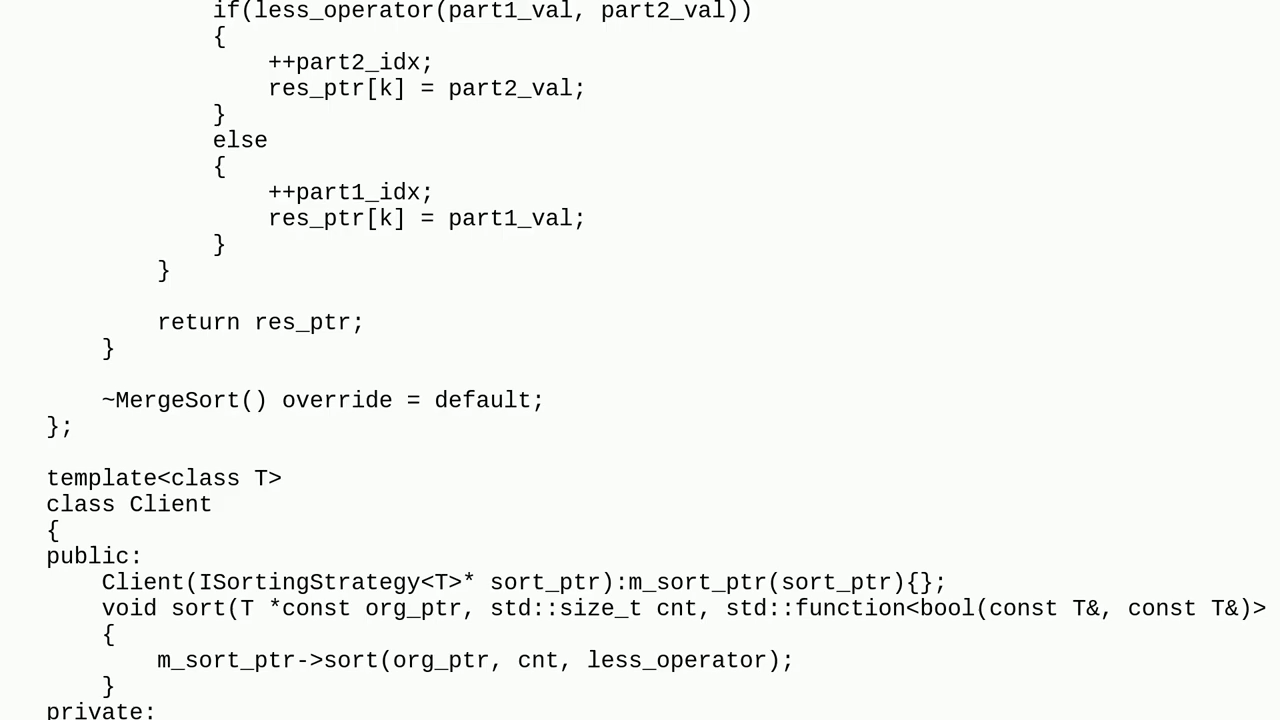 if(less_operator(part1_val, part2_val))
{
++part2_idx;
res_ptr[k] = part2_val;
}
else
{
++part1_idx;
res_ptr[k] = part1_val;
}
}
return res_ptr;
}
~MergeSort() override = default;
};
template<class T>
class Client
{
public:
Client(ISortingStrategy<T>* sort_ptr):m_sort_ptr(sort_ptr){};
void sort(T *const org_ptr, std::size_t cnt, std::function<bool(const T&, const T&)>
{
m_sort_ptr->sort(org_ptr, cnt, less_operator);
}
private: